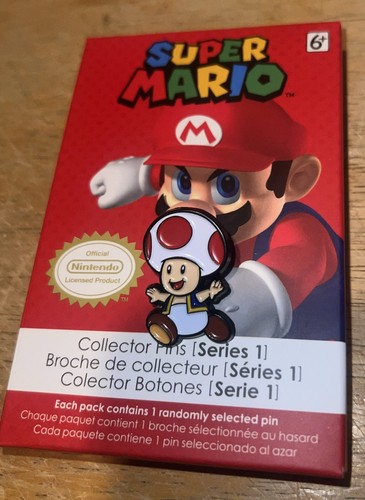 SUPER
MARIO
TM
6+
M
Official
Nintendo
Licensed Product
TM
Collector Pins [Series 1]
Broche de collecteur [Séries 1]
Colector Botones [Serie 1]
Each pack contains 1 randomly selected pin
Chaque paquet contient 1 broche sélectionnée au hasard
Cada paquete contiene 1 pin seleccionado al azar